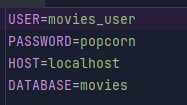 USER=movies_user
PASSWORD=popcorn
HOST=localhost
DATABASE=movies